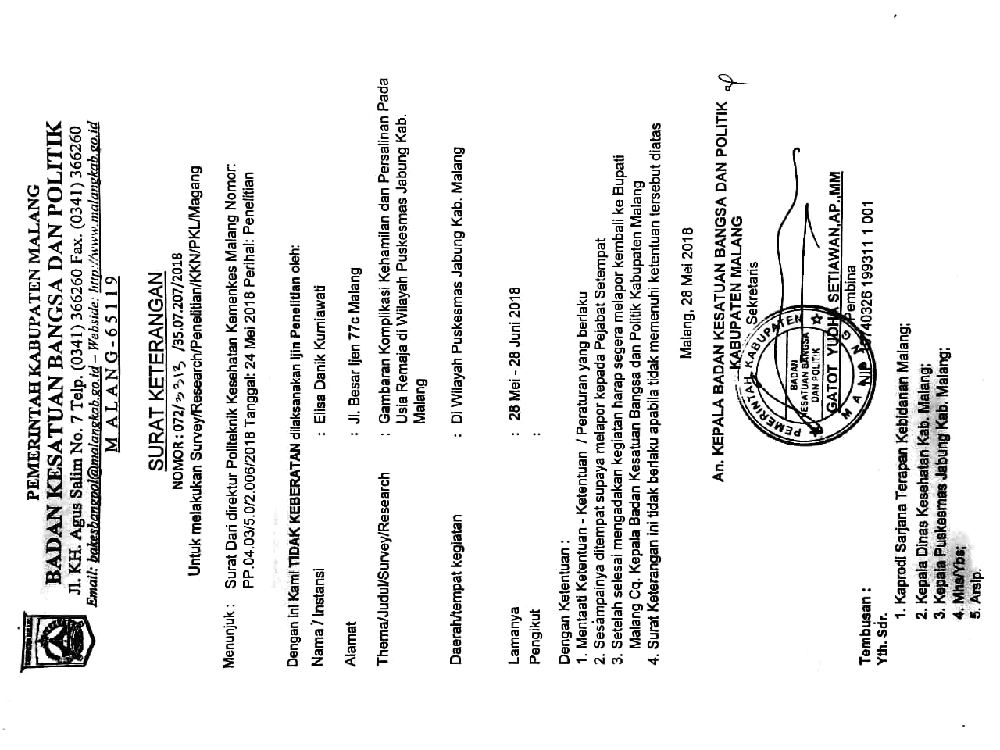 PEMERINTAH KABUPATEN MALANG
BADAN KESATUAN BANGSA DAN POLITIK
Jl. KH. Agus Salim No. 7 Telp. (0341) 366260 Fax. (0341) 366260
Email: bakesbangpol@malangkab.go.id – Webside: http://www.malangkab.go.id
M A L A N G - 6 5 1 1 9
SURAT KETERANGAN
NOMOR : 072/3313 /35.07.207/2018
Untuk melakukan Survey/Research/Penelitian/KKN/PKL/Magang
Menunjuk : Surat Dari direktur Politeknik Kesehatan Kemenkes Malang Nomor:
PP.04.03/5.0/2.006/2018 Tanggal: 24 Mei 2018 Perihal: Penelitian
Dengan ini Kami TIDAK KEBERATAN dilaksanakan Ijin Penelitian oleh:
Nama / Instansi : Elisa Danik Kurniawati
Alamat : Jl. Besar Ijen 77c Malang
Thema/Judul/Survey/Research : Gambaran Komplikasi Kehamilan dan Persalinan Pada
Usia Remaja di Wilayah Puskesmas Jabung Kab.
Malang
Daerah/tempat kegiatan : Di Wilayah Puskesmas Jabung Kab. Malang
Lamanya : 28 Mei - 28 Juni 2018
Pengikut :
Dengan Ketentuan :
1. Mentaati Ketentuan - Ketentuan / Peraturan yang berlaku
2. Sesampainya ditempat supaya melapor kepada Pejabat Setempat
3. Setelah selesai mengadakan kegiatan harap segera melapor kembali ke Bupati
Malang Cq. Kepala Badan Kesatuan Bangsa dan Politik Kabupaten Malang
4. Surat Keterangan ini tidak berlaku apabila tidak memenuhi ketentuan tersebut diatas
Malang, 28 Mei 2018
An. KEPALA BADAN KESATUAN BANGSA DAN POLITIK
KABUPATEN MALANG
Sekretaris
PEMERINTAH KABUPATEN
BADAN
KESATUAN BANGSA
DAN POLITIK
M A L A N G
GATOT YUDHA SETIAWAN,AP.,MM
Pembina
NIP 19740326 199311 1 001
Tembusan :
Yth. Sdr.
1. Kaprodi Sarjana Terapan Kebidanan Malang;
2. Kepala Dinas Kesehatan Kab. Malang;
3. Kepala Puskesmas Jabung Kab. Malang;
4. Mhs/Ybs;
5. Arsip.